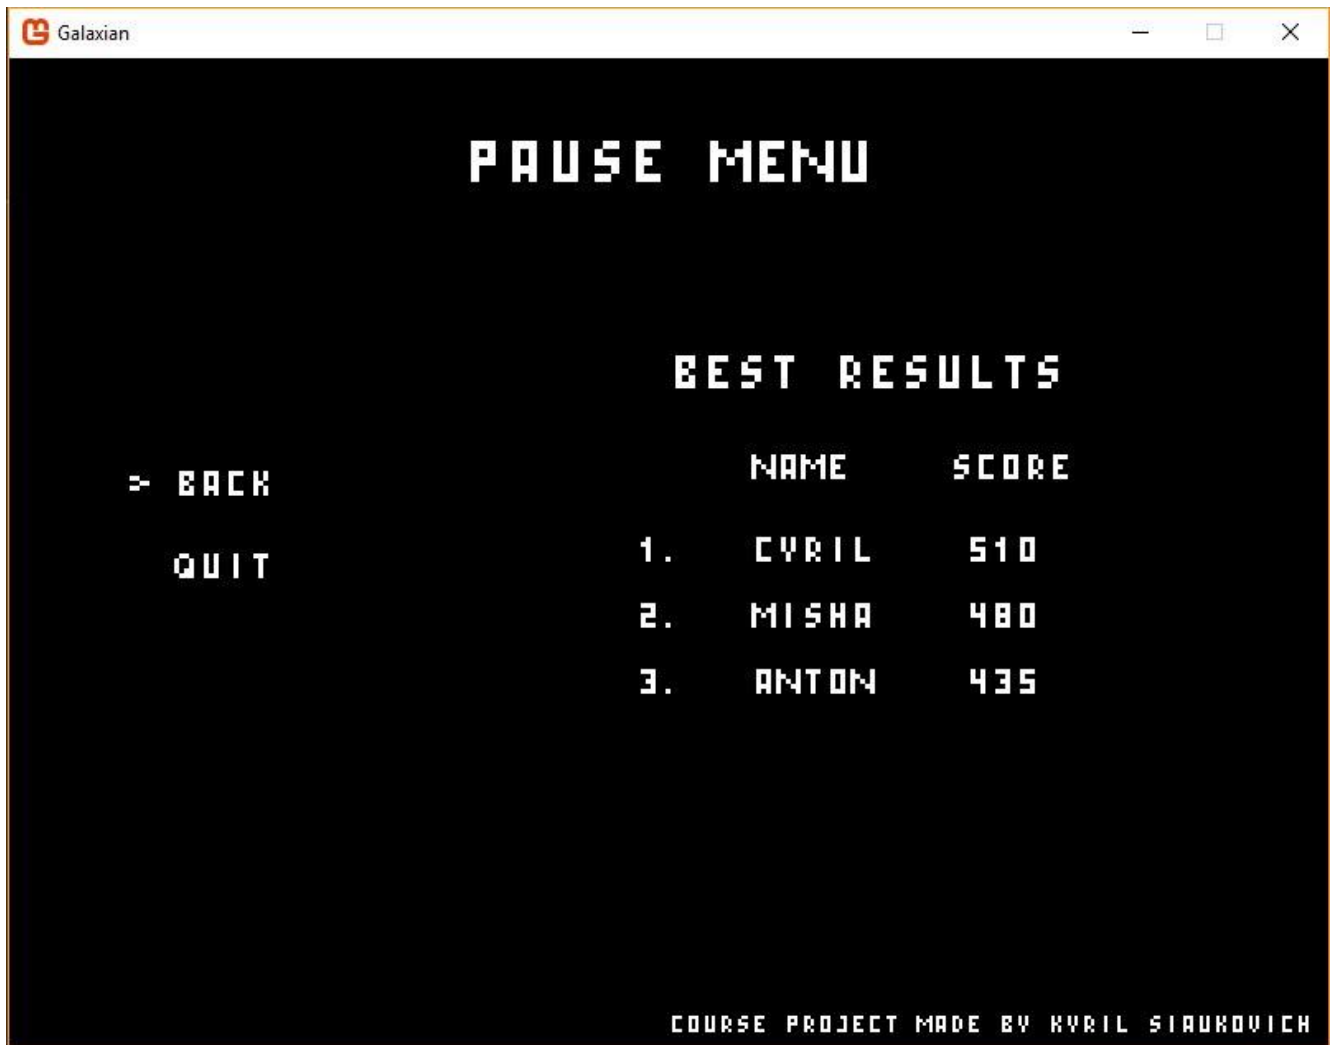 Galaxian
PAUSE MENU
BEST RESULTS
NAME SCORE
> BACK
QUIT
1. CYRIL 510
2. MISHA 480
3. ANTON 435
COURSE PROJECT MADE BY KYRIL SIAUKOVICH